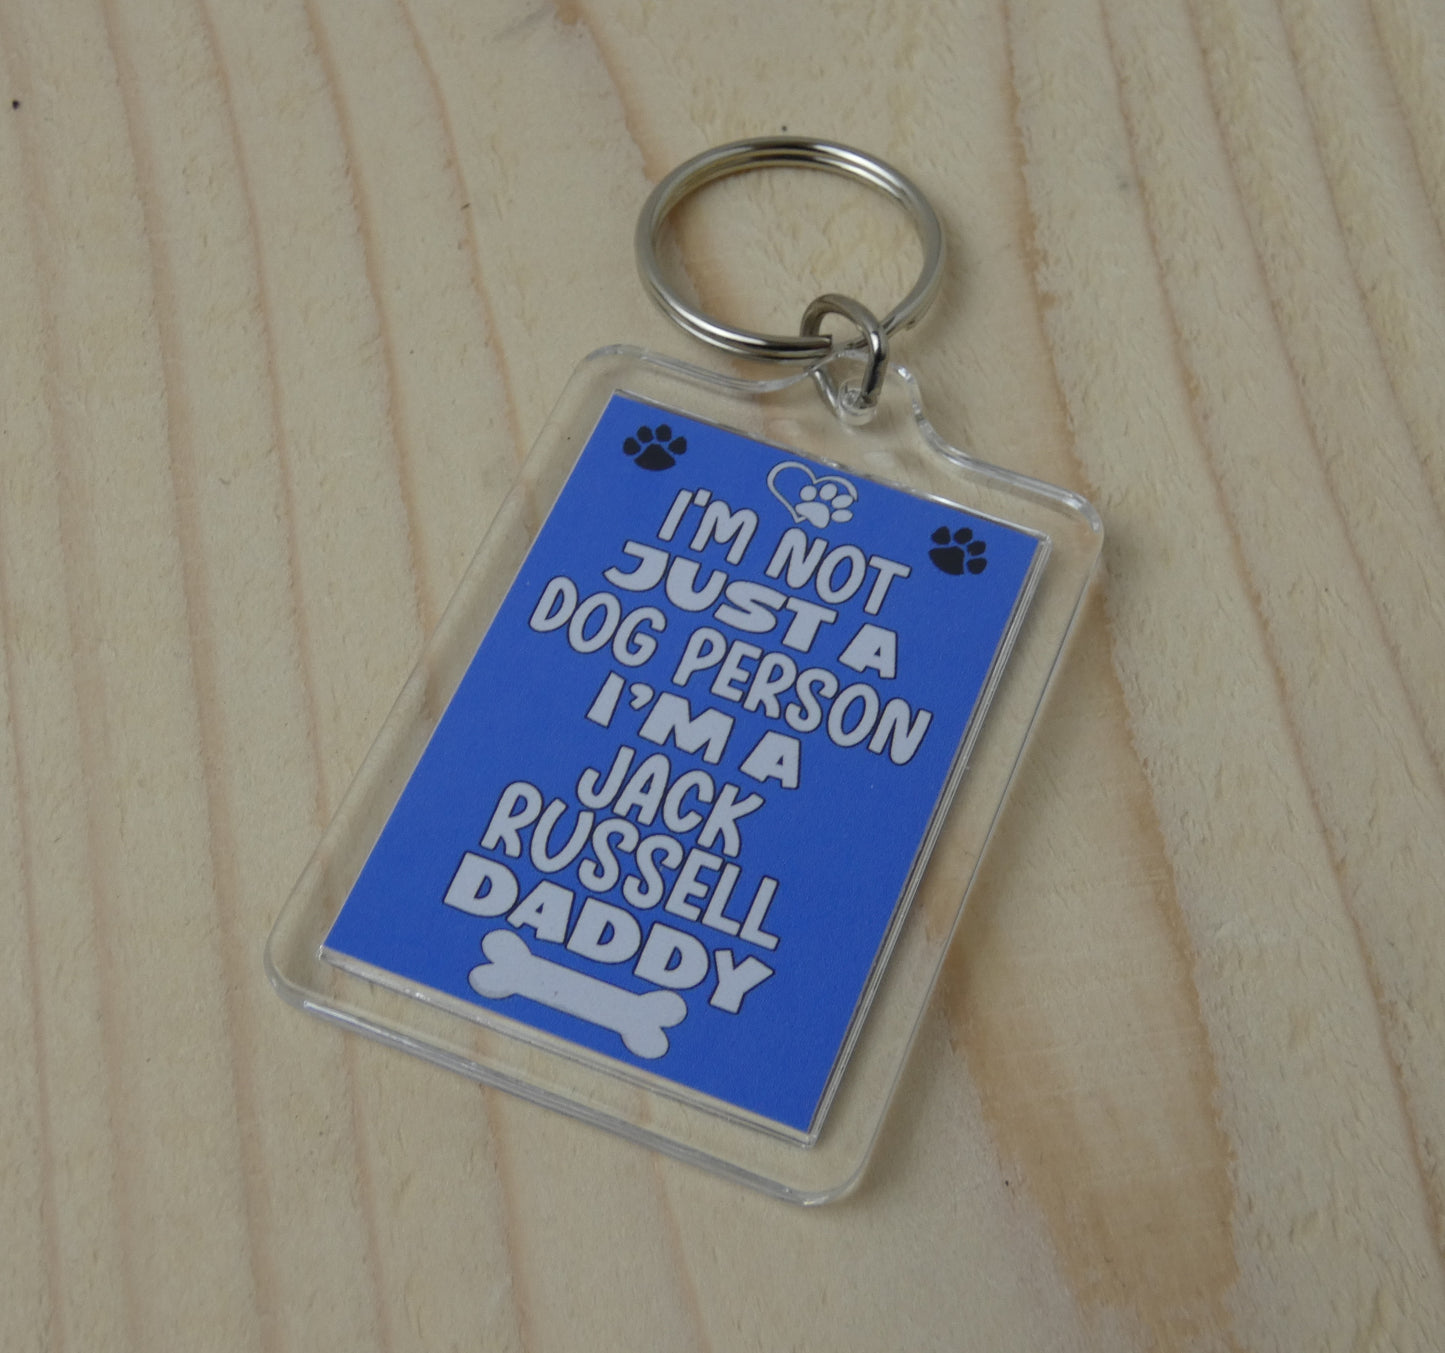 I'M NOT
JUST A
DOG PERSON
I'M A
JACK
RUSSELL
DADDY